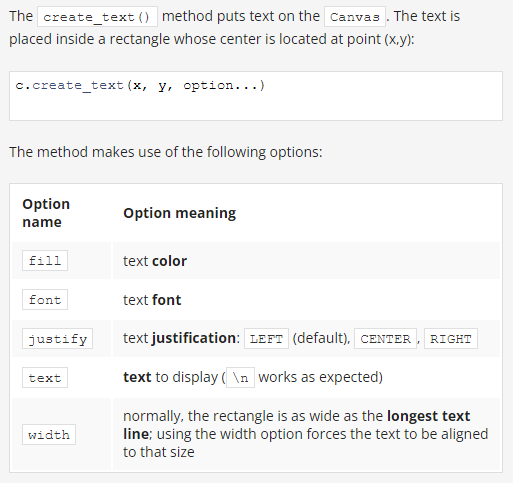 The create_text() method puts text on the Canvas . The text is
placed inside a rectangle whose center is located at point (x,y):
c.create_text(x, y, option...)
The method makes use of the following options:
Option
name
Option meaning
fill
text color
font
text font
justify
text justification: LEFT (default), CENTER , RIGHT
text
text to display ( \n works as expected)
width
normally, the rectangle is as wide as the longest text
line; using the width option forces the text to be aligned
to that size